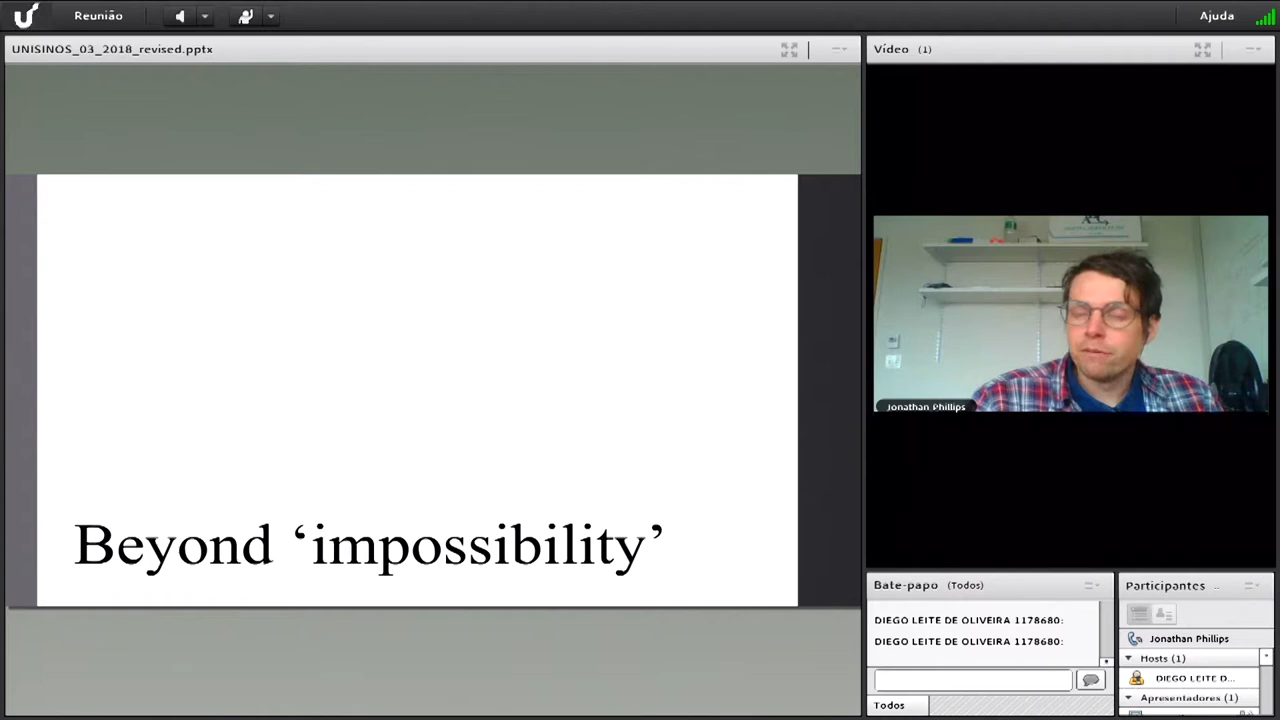 Reunião
Ajuda
UNISINOS_03_2018_revised.pptx
Beyond ‘impossibility’
Vídeo (1)
Jonathan Phillips
Bate-papo (Todos)
DIEGO LEITE DE OLIVEIRA 1178680:
DIEGO LEITE DE OLIVEIRA 1178680:
Todos
Participantes ..
Jonathan Phillips
Hosts (1)
DIEGO LEITE D...
Apresentadores (1)